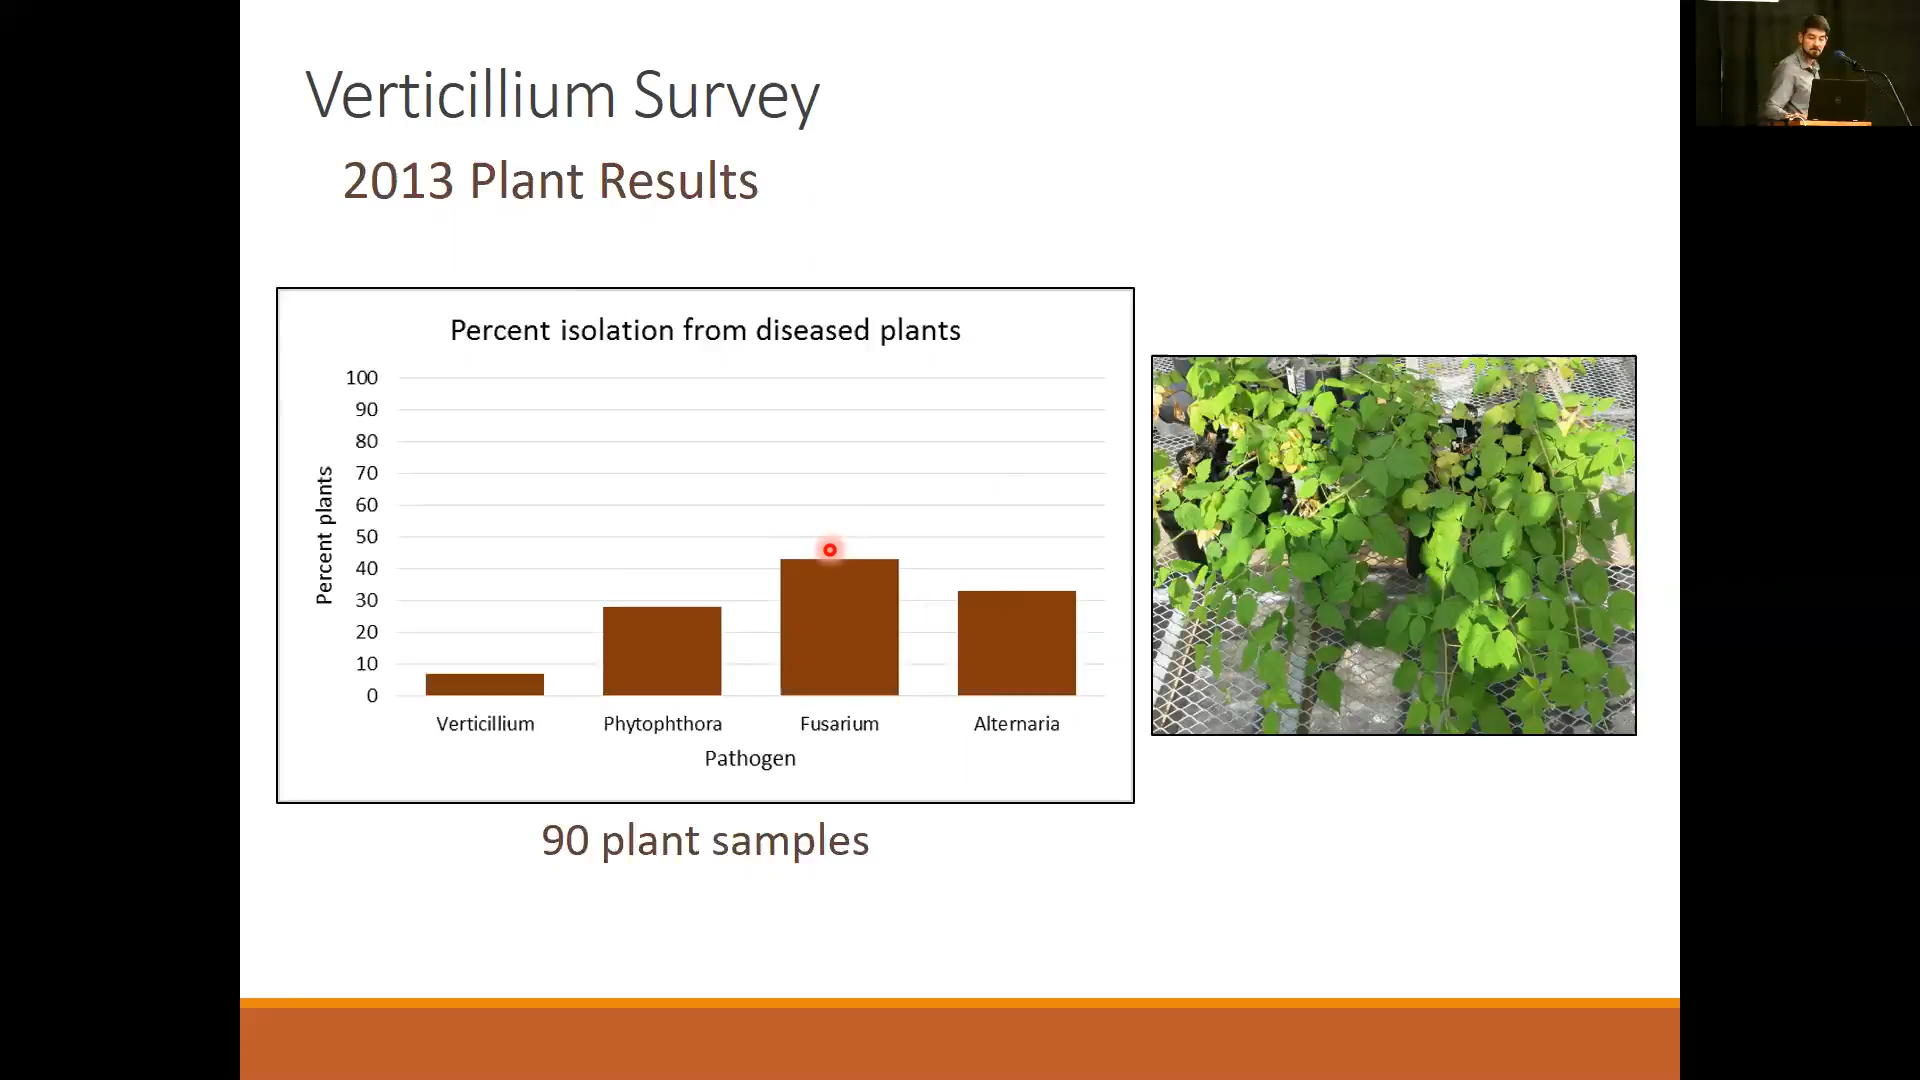 Verticillium Survey
2013 Plant Results
Percent isolation from diseased plants
100
90
80
70
60
50
40
30
20
10
0
Percent plants
Verticillium Phytophthora Fusarium Alternaria
Pathogen
90 plant samples